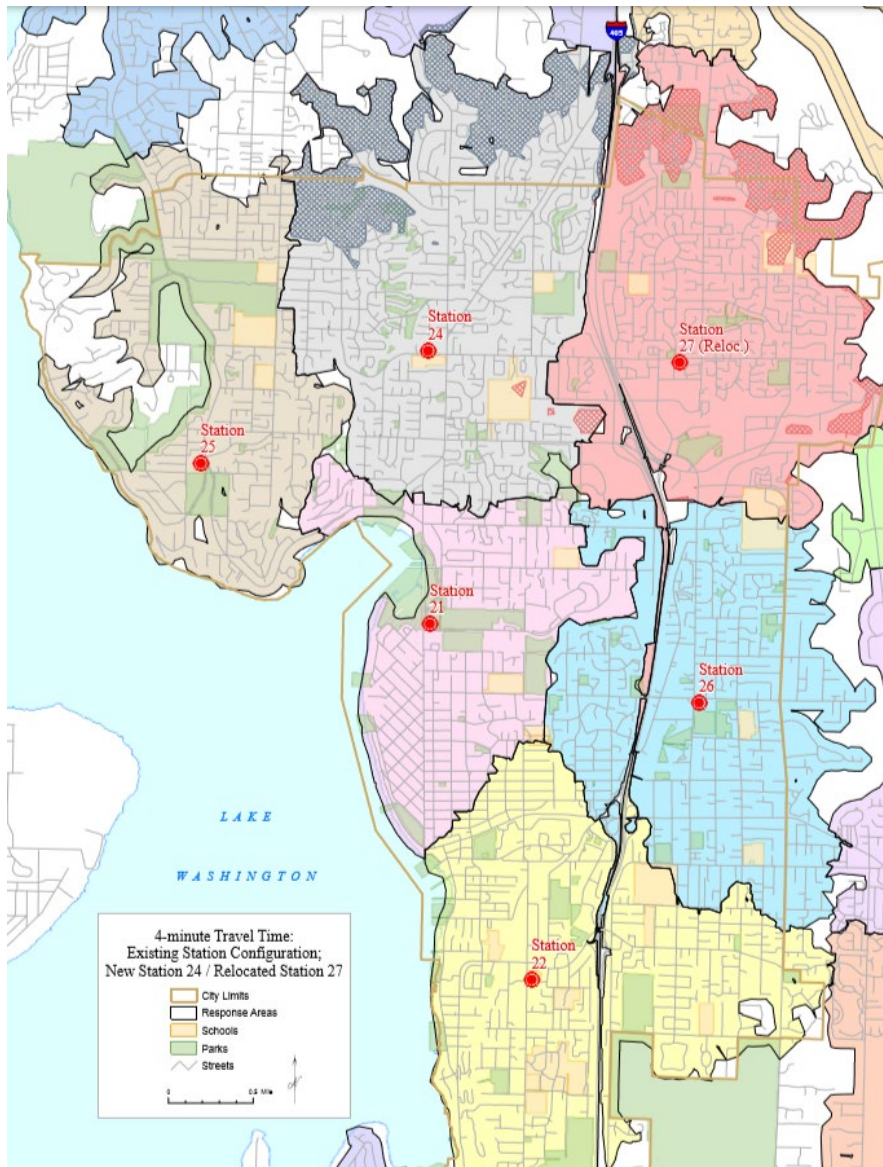 405
Station
24
Station
27 (Reloc.)
Station
25
Station
21
Station
26
LAKE
WASHINGTON
Station
22
4-minute Travel Time:
Existing Station Configuration;
New Station 24 / Relocated Station 27
City Limits
Response Areas
Schools
Parks
Streets
0 0.5 Mile